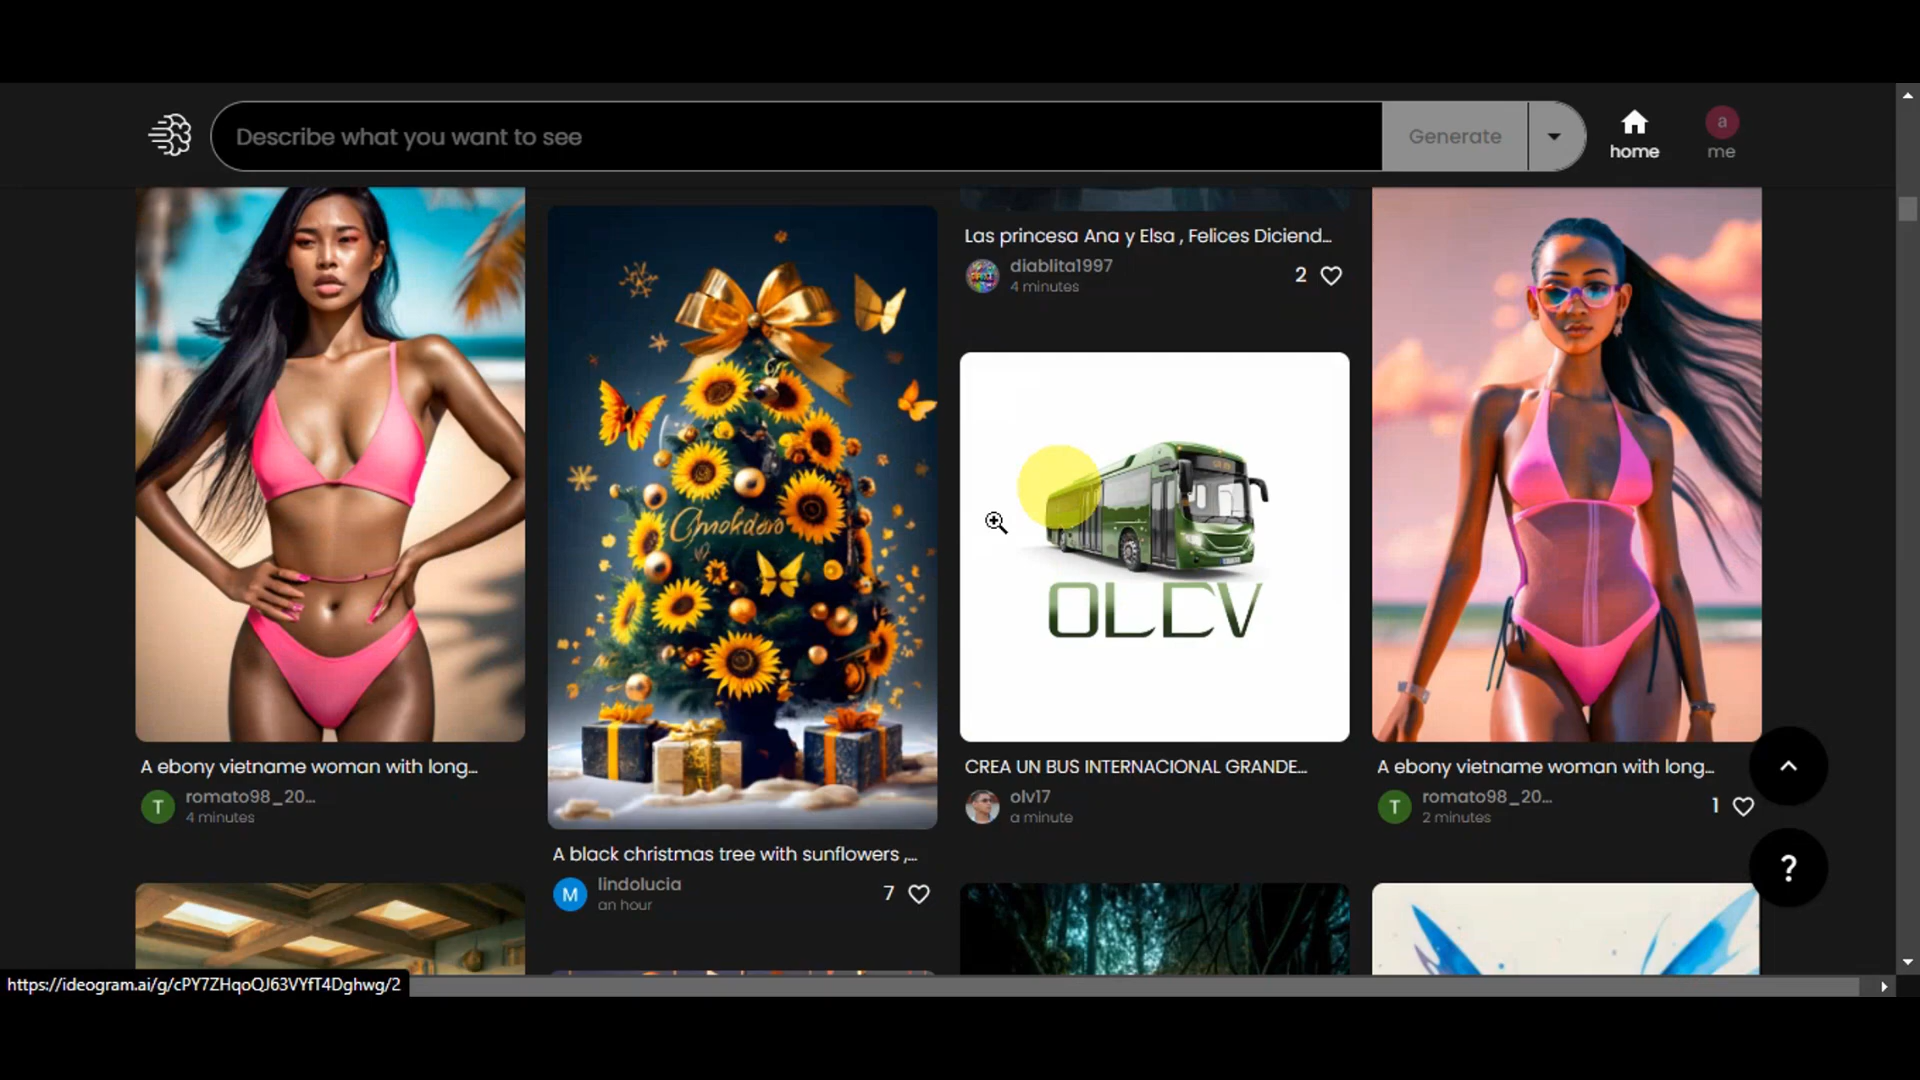 Describe what you want to see
Generate
home
a
me
Las princesa Ana y Elsa , Felices Diciend...
diablita1997
4 minutes
2
OLCV
A ebony vietname woman with long...
T
romato98_20...
4 minutes
CREA UN BUS INTERNACIONAL GRANDE...
olv17
a minute
A ebony vietname woman with long...
T
romato98_20...
2 minutes
1
A black christmas tree with sunflowers ,...
M
lindolucia
an hour
7
?
https://ideogram.ai/g/cPY7ZHqoQJ63VYfT4Dghwg/2